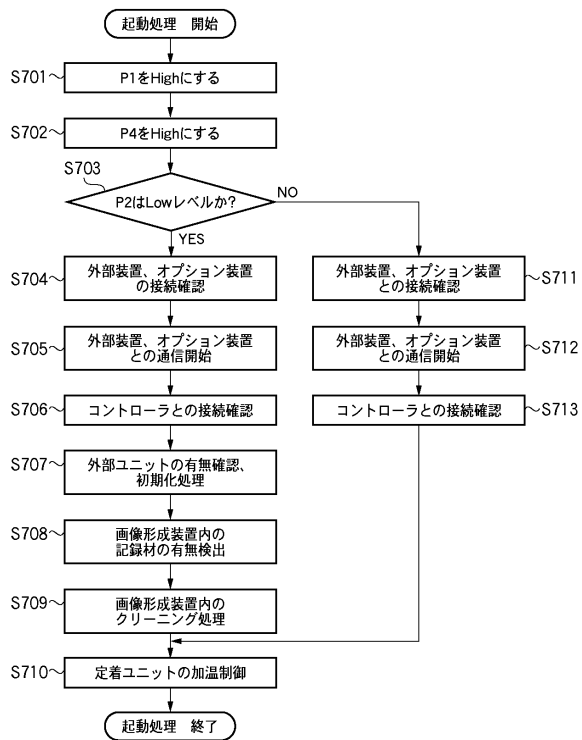 起動処理 開始
S701
P1をHighにする
S702
P4をHighにする
S703
P2はLowレベルか?
NO
YES
S704
外部装置、オプション装置
の接続確認
外部装置、オプション装置
との接続確認
S711
S705
外部装置、オプション装置
との通信開始
外部装置、オプション装置
との通信開始
S712
S706
コントローラとの接続確認
コントローラとの接続確認
S713
S707
外部ユニットの有無確認、
初期化処理
S708
画像形成装置内の
記録材の有無検出
S709
画像形成装置内の
クリーニング処理
S710
定着ユニットの加温制御
起動処理 終了